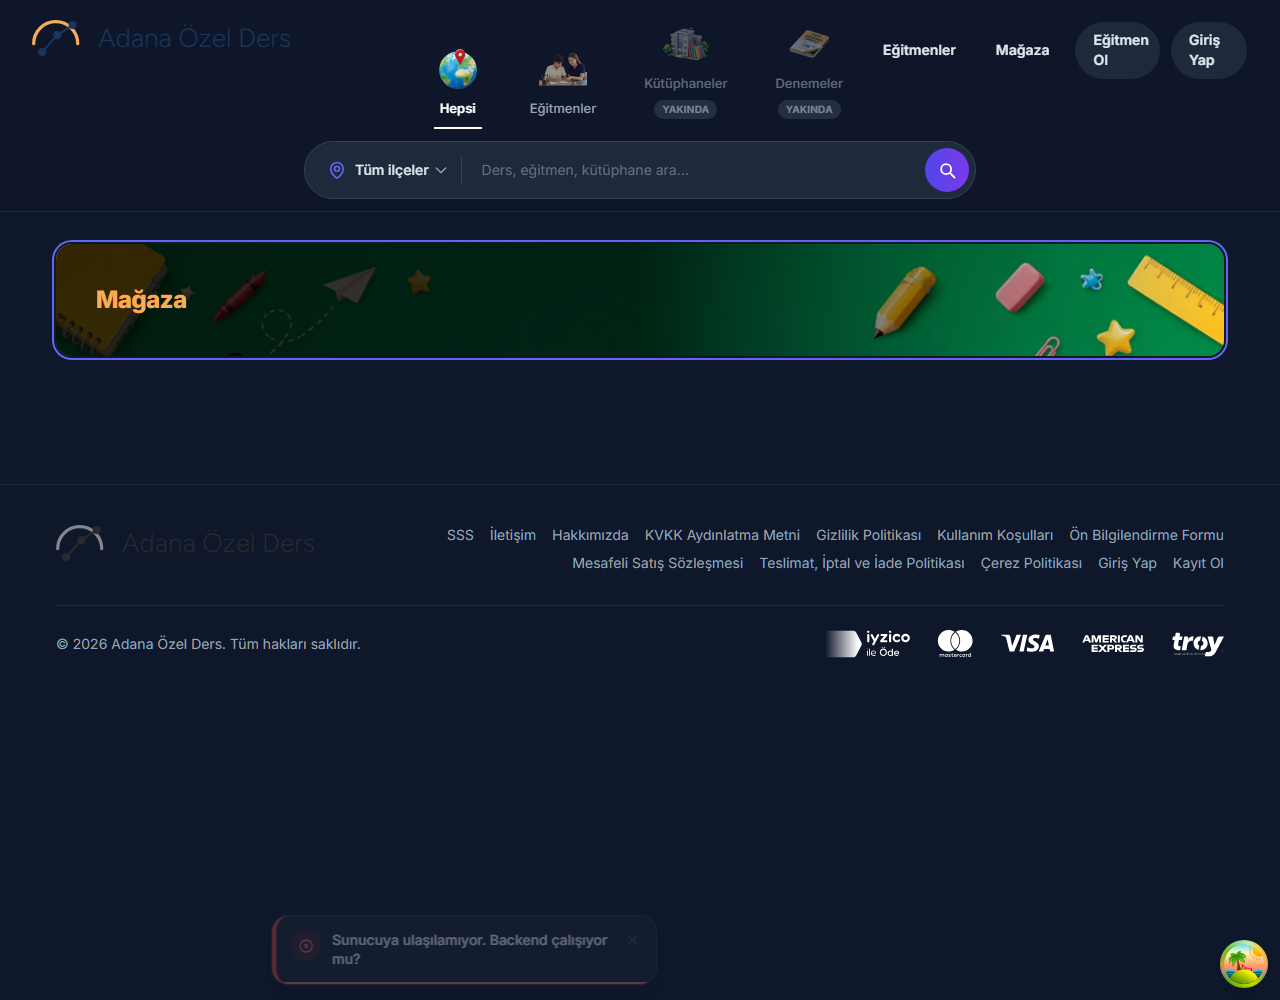 Adana Özel Ders
Hepsi
Eğitmenler
Kütüphaneler
YAKINDA
Denemeler
YAKINDA
Eğitmenler
Mağaza
Eğitmen
Ol
Giriş
Yap
Tüm ilçeler
Ders, eğitmen, kütüphane ara...
Mağaza
Adana Özel Ders
SSS İletişim Hakkımızda KVKK Aydınlatma Metni Gizlilik Politikası Kullanım Koşulları Ön Bilgilendirme Formu
Mesafeli Satış Sözleşmesi Teslimat, İptal ve İade Politikası Çerez Politikası Giriş Yap Kayıt Ol
© 2026 Adana Özel Ders. Tüm hakları saklıdır.
iyzico
ile Öde
mastercard
VISA
AMERICAN
EXPRESS
troy
Sunucuya ulaşılamıyor. Backend çalışıyor
mu?